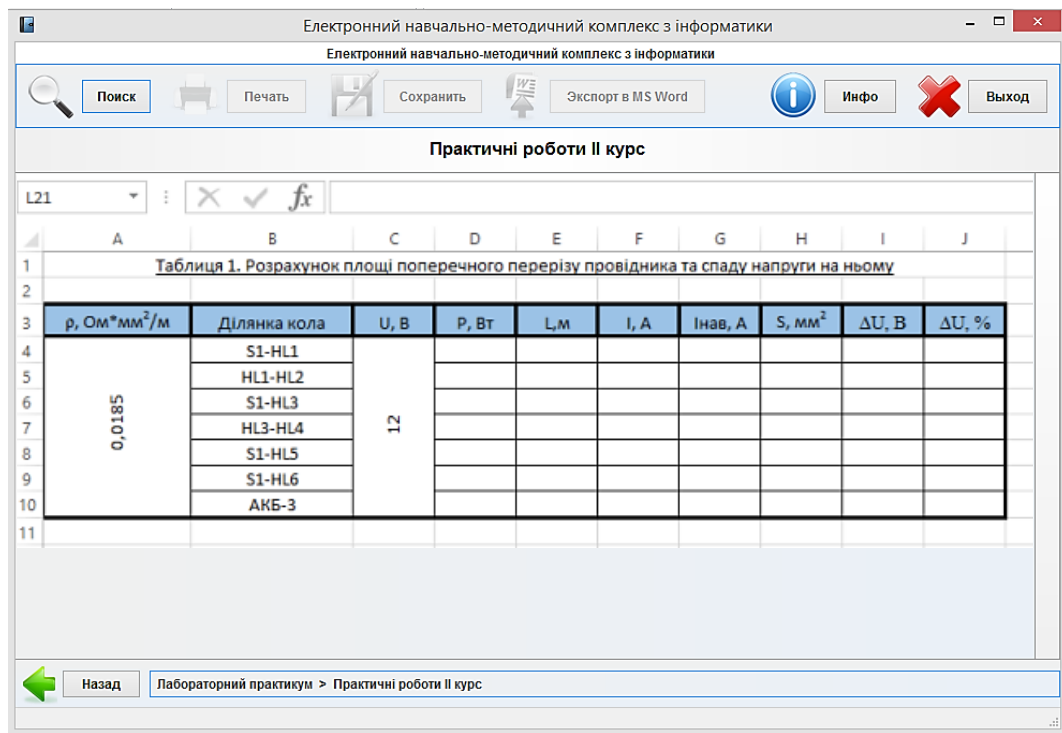 Електронний навчально-методичний комплекс з інформатики
Електронний навчально-методичний комплекс з інформатики
Поиск Печать Сохранить Экспорт в MS Word Инфо Выход
Практичні роботи ІІ курс
L21 fx
A B C D E F G H I J
1 Таблиця 1. Розрахунок площі поперечного перерізу провідника та спаду напруги на ньому
2
3 ρ, Ом*мм²/м Ділянка кола U, В P, Вт L,м I, А Інав, А S, мм² ΔU, В ΔU, %
4 S1-HL1
5 HL1-HL2
6 0,0185 S1-HL3
7 HL3-HL4 12
8 S1-HL5
9 S1-HL6
10 АКБ-3
11
Назад Лабораторний практикум > Практичні роботи ІІ курс